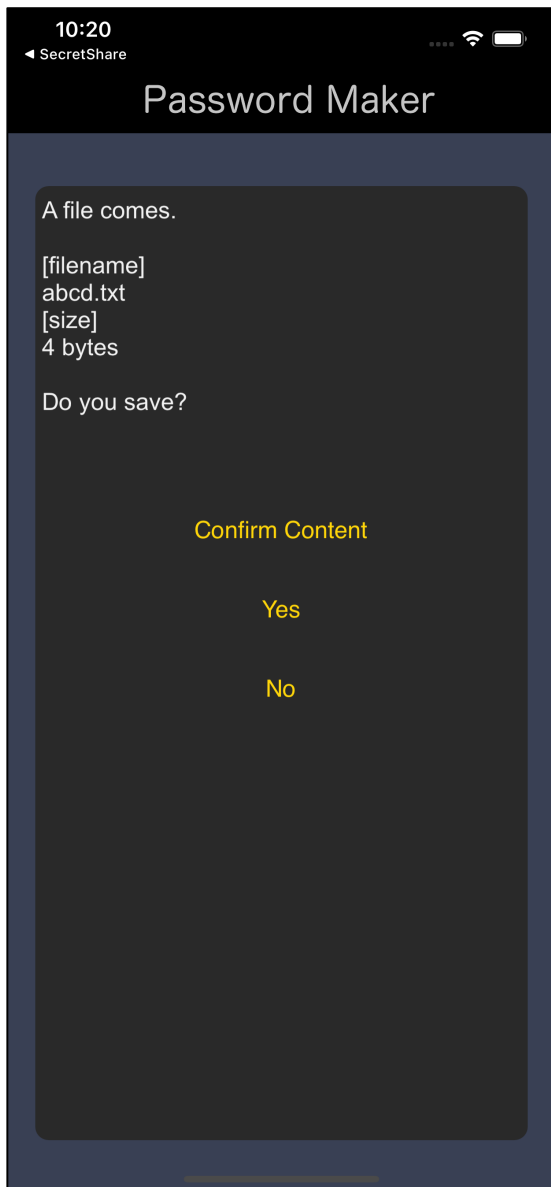 10:20
◀ SecretShare
Password Maker
A file comes.
[filename]
abcd.txt
[size]
4 bytes
Do you save?
Confirm Content
Yes
No